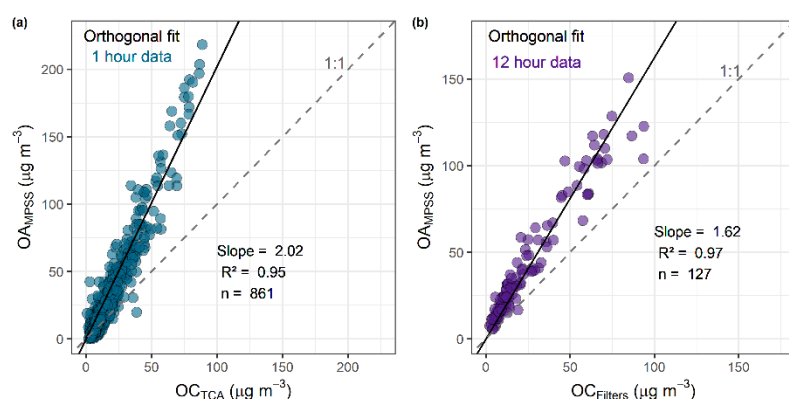 (a)
Orthogonal fit
1 hour data
1:1
Slope = 2.02
R² = 0.95
n = 861
OA_MPSS (µg m⁻³)
200
150
100
50
0
0 50 100 150 200
OC_TCA (µg m⁻³)
(b)
Orthogonal fit
12 hour data
1:1
Slope = 1.62
R² = 0.97
n = 127
OA_MPSS (µg m⁻³)
150
100
50
0
0 50 100 150
OC_Filters (µg m⁻³)